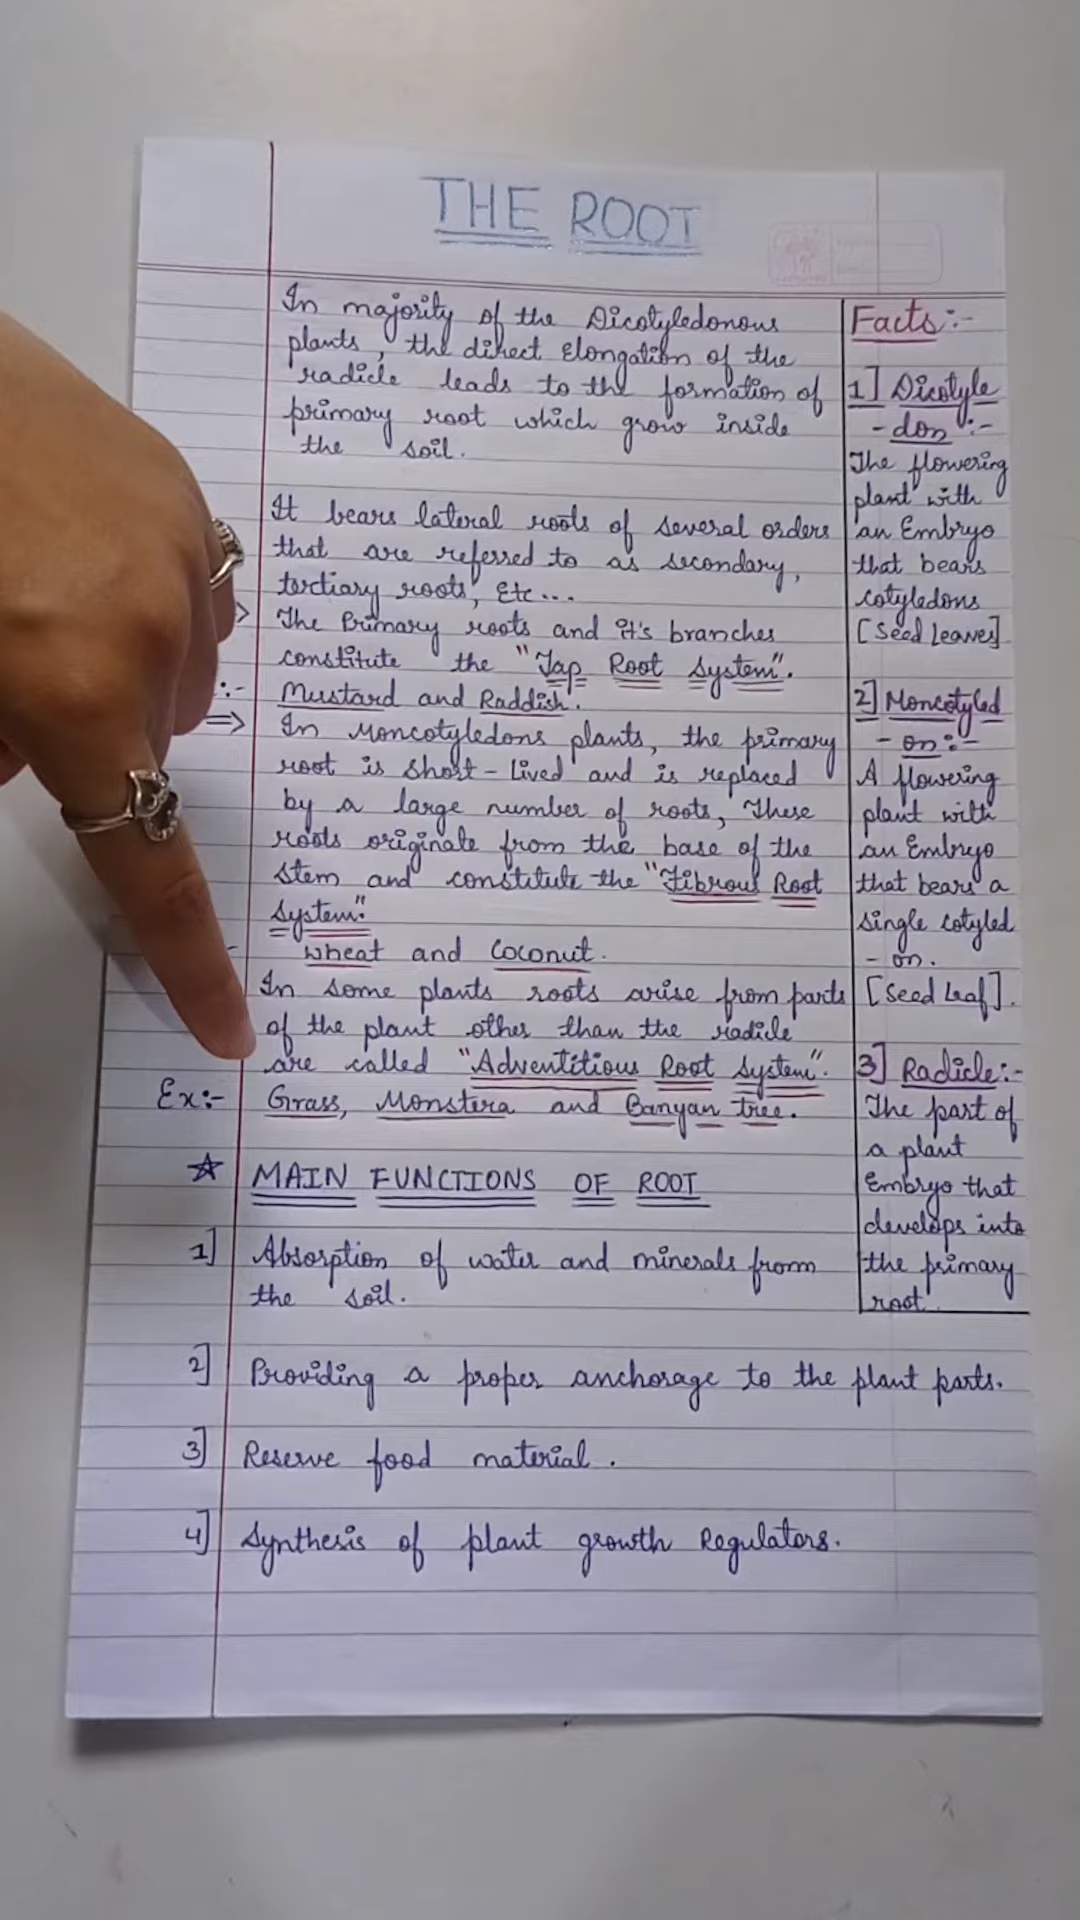 THE ROOT
In majority of the Dicotyledonous
plants, the direct Elongation of the
radicle leads to the formation of
primary root which grow inside
the soil.
It bears lateral roots of several orders
that are referred to as secondary,
tertiary roots, Etc...
> The Primary roots and it's branches
constitute the "Tap Root System".
:- Mustard and Raddish.
=> In Moncotyledons plants, the primary
root is short-lived and is replaced
by a large number of roots, These
roots originate from the base of the
stem and constitute the "Fibrous Root
System"
wheat and Coconut.
In some plants roots arise from parts
of the plant other than the radicle
are called "Adventitious Root System".
Ex:- Grass, Monstera and Banyan tree.
☆ MAIN FUNCTIONS OF ROOT
1] Absorption of water and minerals from
the soil.
2] Providing a proper anchorage to the plant parts.
3] Reserve food material.
4] Synthesis of plant growth Regulators.
Facts:-
1] Dicotyle
-don:-
The flowering
plant with
an Embryo
that bears
cotyledons
[Seed Leaves]
2] Moncotyled
-on:-
A flowering
plant with
an Embryo
that bears a
single cotyled
-on.
[Seed Leaf].
3] Radicle:-
The part of
a plant
Embryo that
develops into
the primary
root.